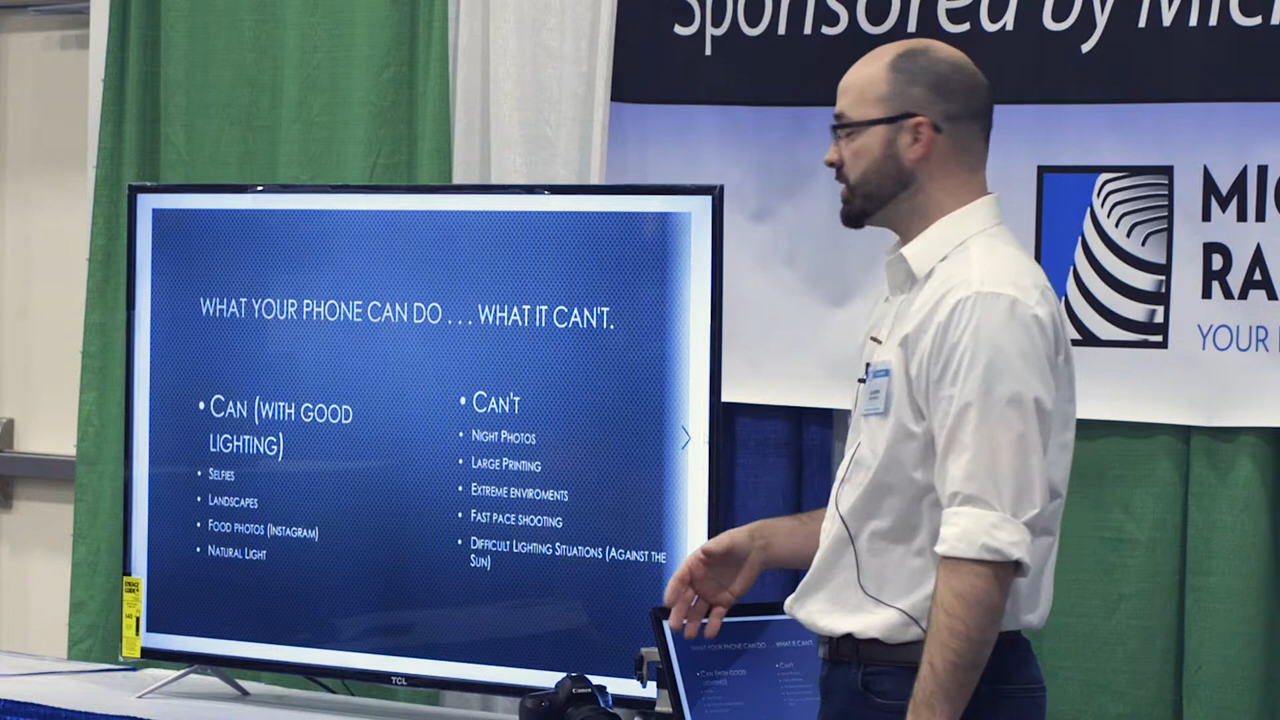 Sponsored by Mic
MIC
RA
YOUR
WHAT YOUR PHONE CAN DO . . . WHAT IT CAN'T.
• CAN (WITH GOOD
LIGHTING)
• SELFIES
• LANDSCAPES
• FOOD PHOTOS (INSTAGRAM)
• NATURAL LIGHT
• CAN'T
• NIGHT PHOTOS
• LARGE PRINTING
• EXTREME ENVIROMENTS
• FAST PACE SHOOTING
• DIFFICULT LIGHTING SITUATIONS (AGAINST THE
SUN)
TCL
Canon
WHAT YOUR PHONE CAN DO . . . WHAT IT CAN'T.
• CAN (WITH GOOD
LIGHTING)
• CAN'T